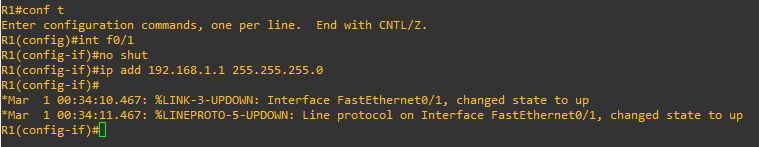 R1#conf t
Enter configuration commands, one per line.  End with CNTL/Z.
R1(config)#int f0/1
R1(config-if)#no shut
R1(config-if)#ip add 192.168.1.1 255.255.255.0
R1(config-if)#
*Mar  1 00:34:10.467: %LINK-3-UPDOWN: Interface FastEthernet0/1, changed state to up
*Mar  1 00:34:11.467: %LINEPROTO-5-UPDOWN: Line protocol on Interface FastEthernet0/1, changed state to up
R1(config-if)#